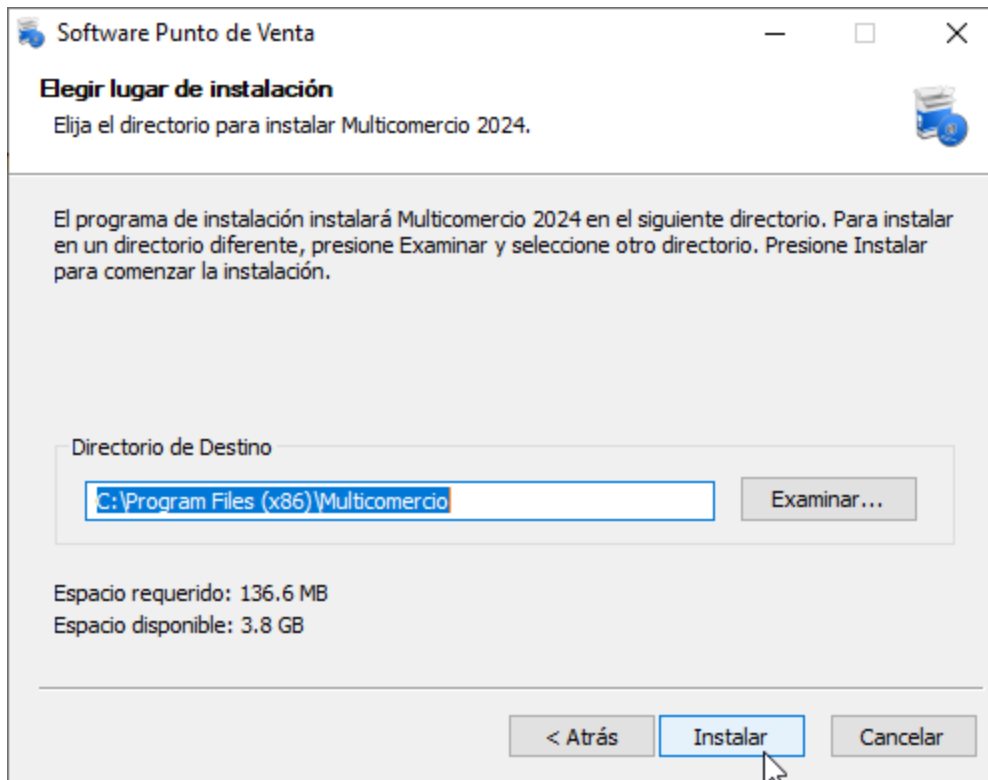 Software Punto de Venta
Elegir lugar de instalación
Elija el directorio para instalar Multicomercio 2024.
El programa de instalación instalará Multicomercio 2024 en el siguiente directorio. Para instalar
en un directorio diferente, presione Examinar y seleccione otro directorio. Presione Instalar
para comenzar la instalación.
Directorio de Destino
C:\Program Files (x86)\Multicomercio
Examinar...
Espacio requerido: 136.6 MB
Espacio disponible: 3.8 GB
< Atrás
Instalar
Cancelar